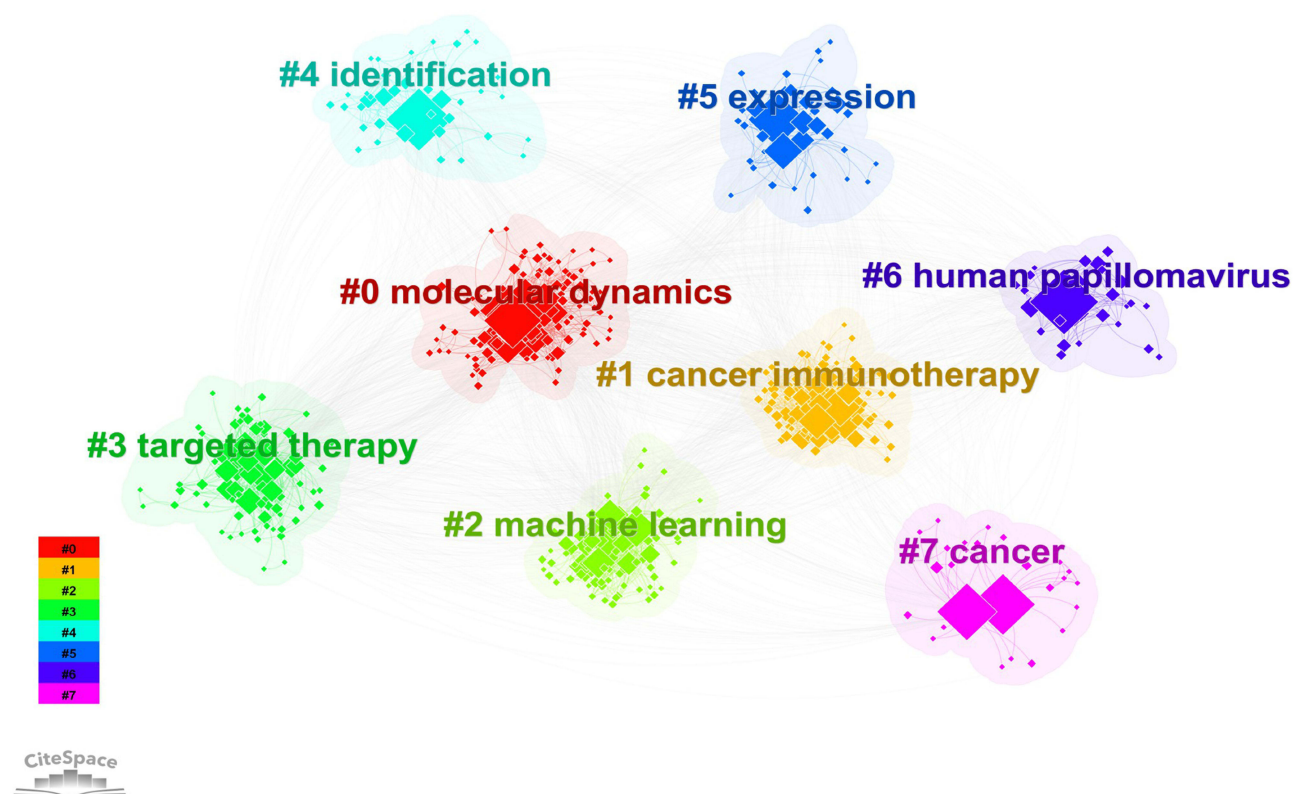 #4 identification
#5 expression
#6 human papillomavirus
#0 molecular dynamics
#1 cancer immunotherapy
#3 targeted therapy
#2 machine learning
#7 cancer
#0
#1
#2
#3
#4
#5
#6
#7
CiteSpace